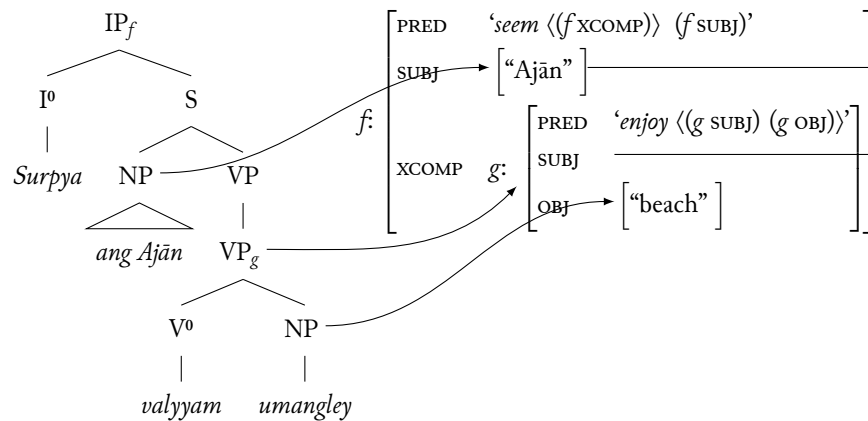 IPf
I⁰ S
Surpya NP VP
ang Ajān VPg
V⁰ NP
valyyam umangley
f:
PRED ‘seem ⟨(f XCOMP)⟩ (f SUBJ)’
SUBJ [“Ajān”]
XCOMP g:
PRED ‘enjoy ⟨(g SUBJ) (g OBJ)⟩’
SUBJ
OBJ [“beach”]